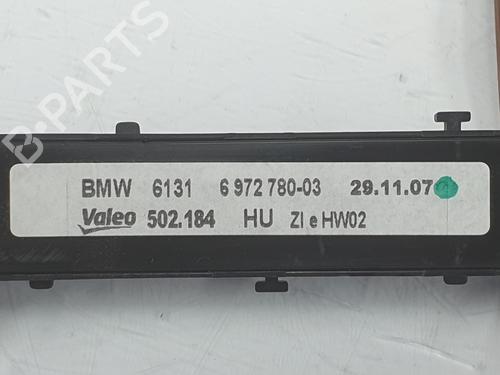 B-PARTS
BMW 6131 6 972 780-03 29.11.07
Valeo 502.184 HU ZI e HW02